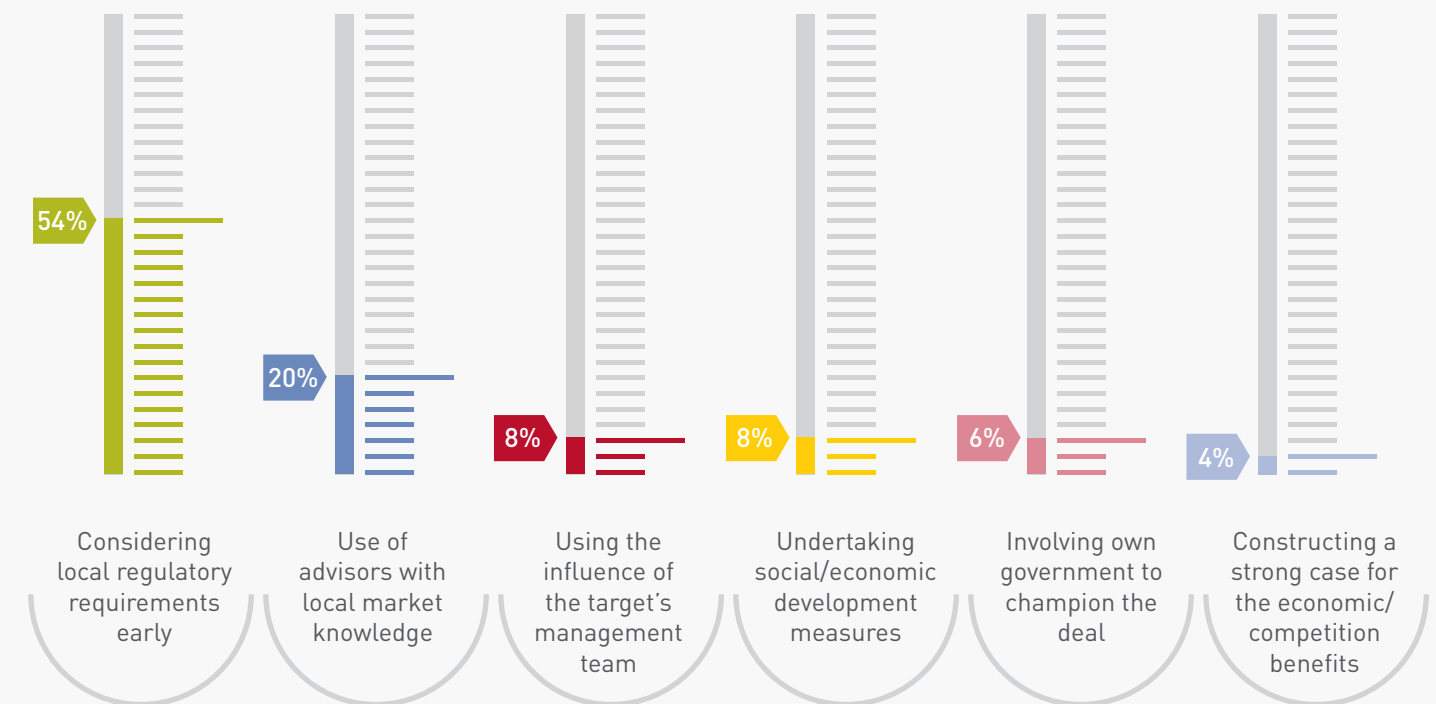 54%
20%
8%
8%
6%
4%
Considering
local regulatory
requirements
early
Use of
advisors with
local market
knowledge
Using the
influence of
the target’s
management
team
Undertaking
social/economic
development
measures
Involving own
government to
champion the
deal
Constructing a
strong case for
the economic/
competition
benefits